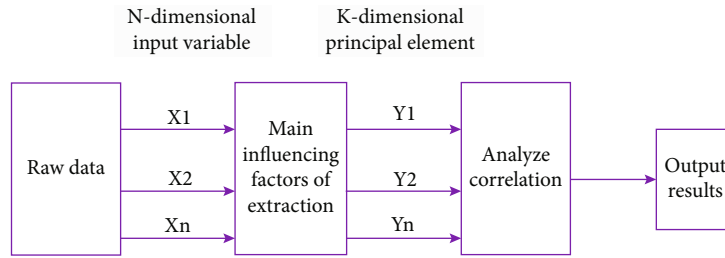 N-dimensional
input variable
K-dimensional
principal element
Raw data
X1
X2
Xn
Main
influencing
factors of
extraction
Y1
Y2
Yn
Analyze
correlation
Output
results